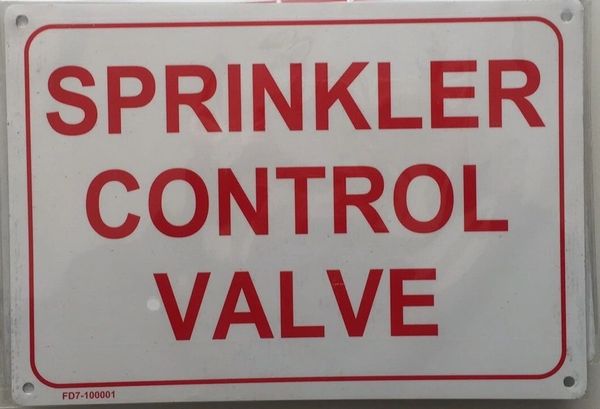 SPRINKLER
CONTROL
VALVE
FD7-100001